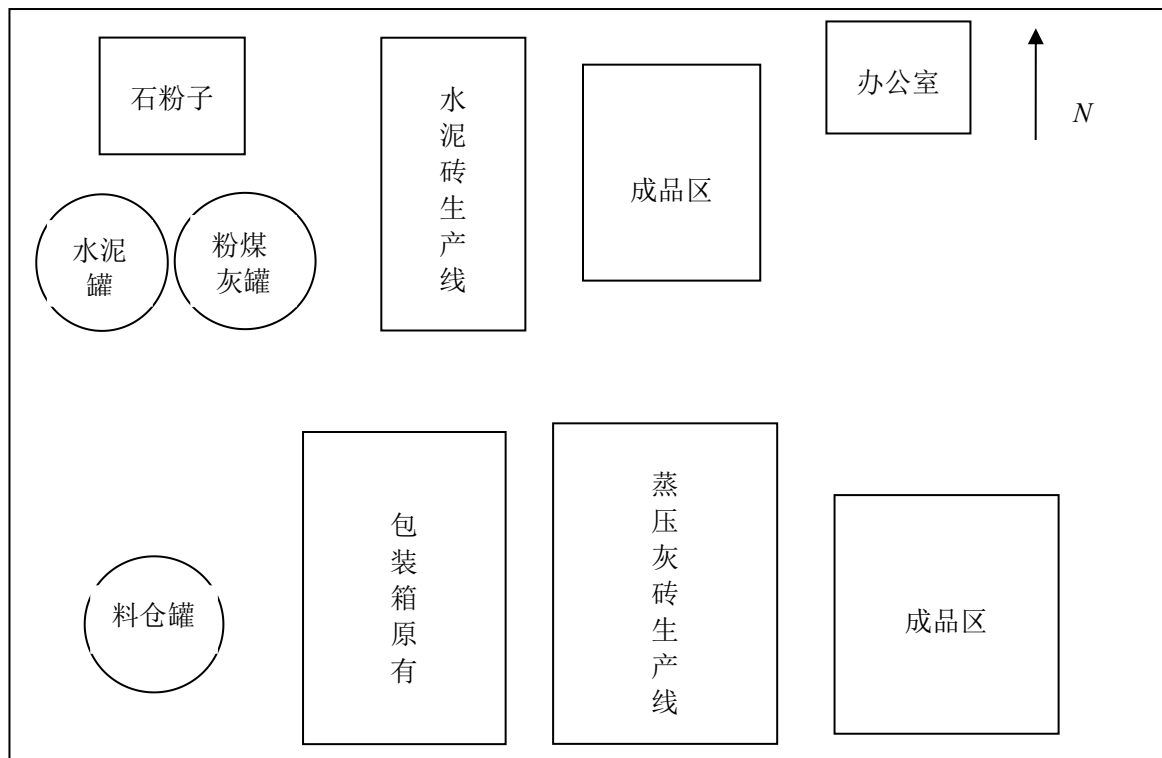 石粉子
水泥砖生产线
成品区
办公室
N
水泥
罐
粉煤
灰罐
料仓罐
包装箱原有
蒸压灰砖生产线
成品区